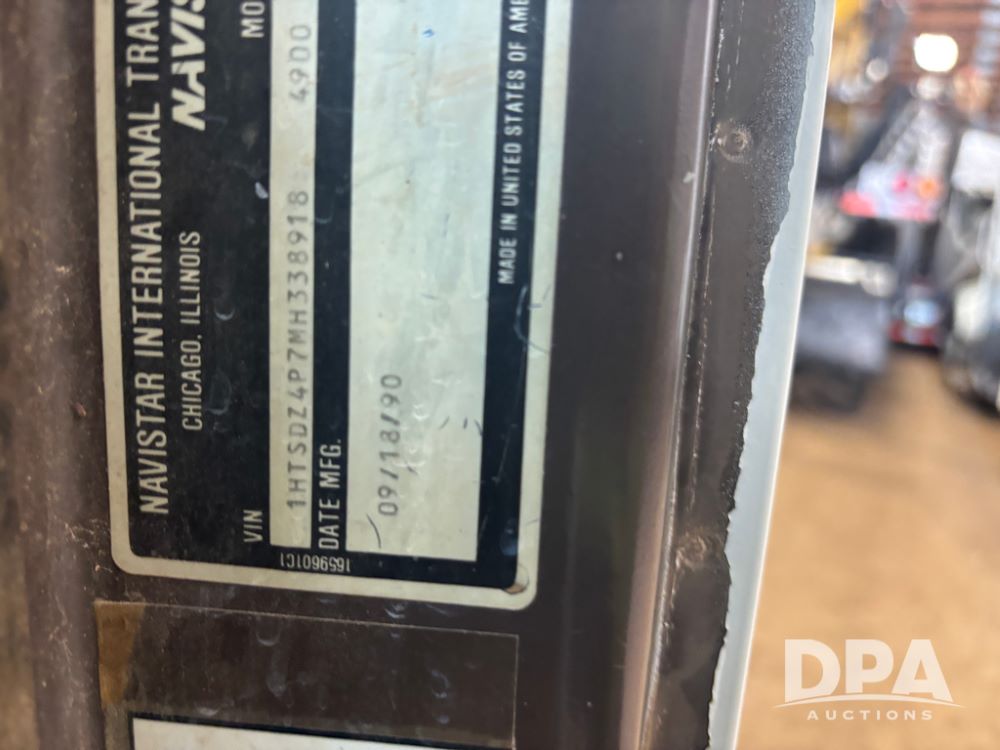 NAVISTAR INTERNATIONAL TRAN
CHICAGO, ILLINOIS NAVIS
VIN MO
1HTSDZ4P7MH338918 4900
DATE MFG.
09/18/90
MADE IN UNITED STATES OF AME
1659601C1
DPA
AUCTIONS